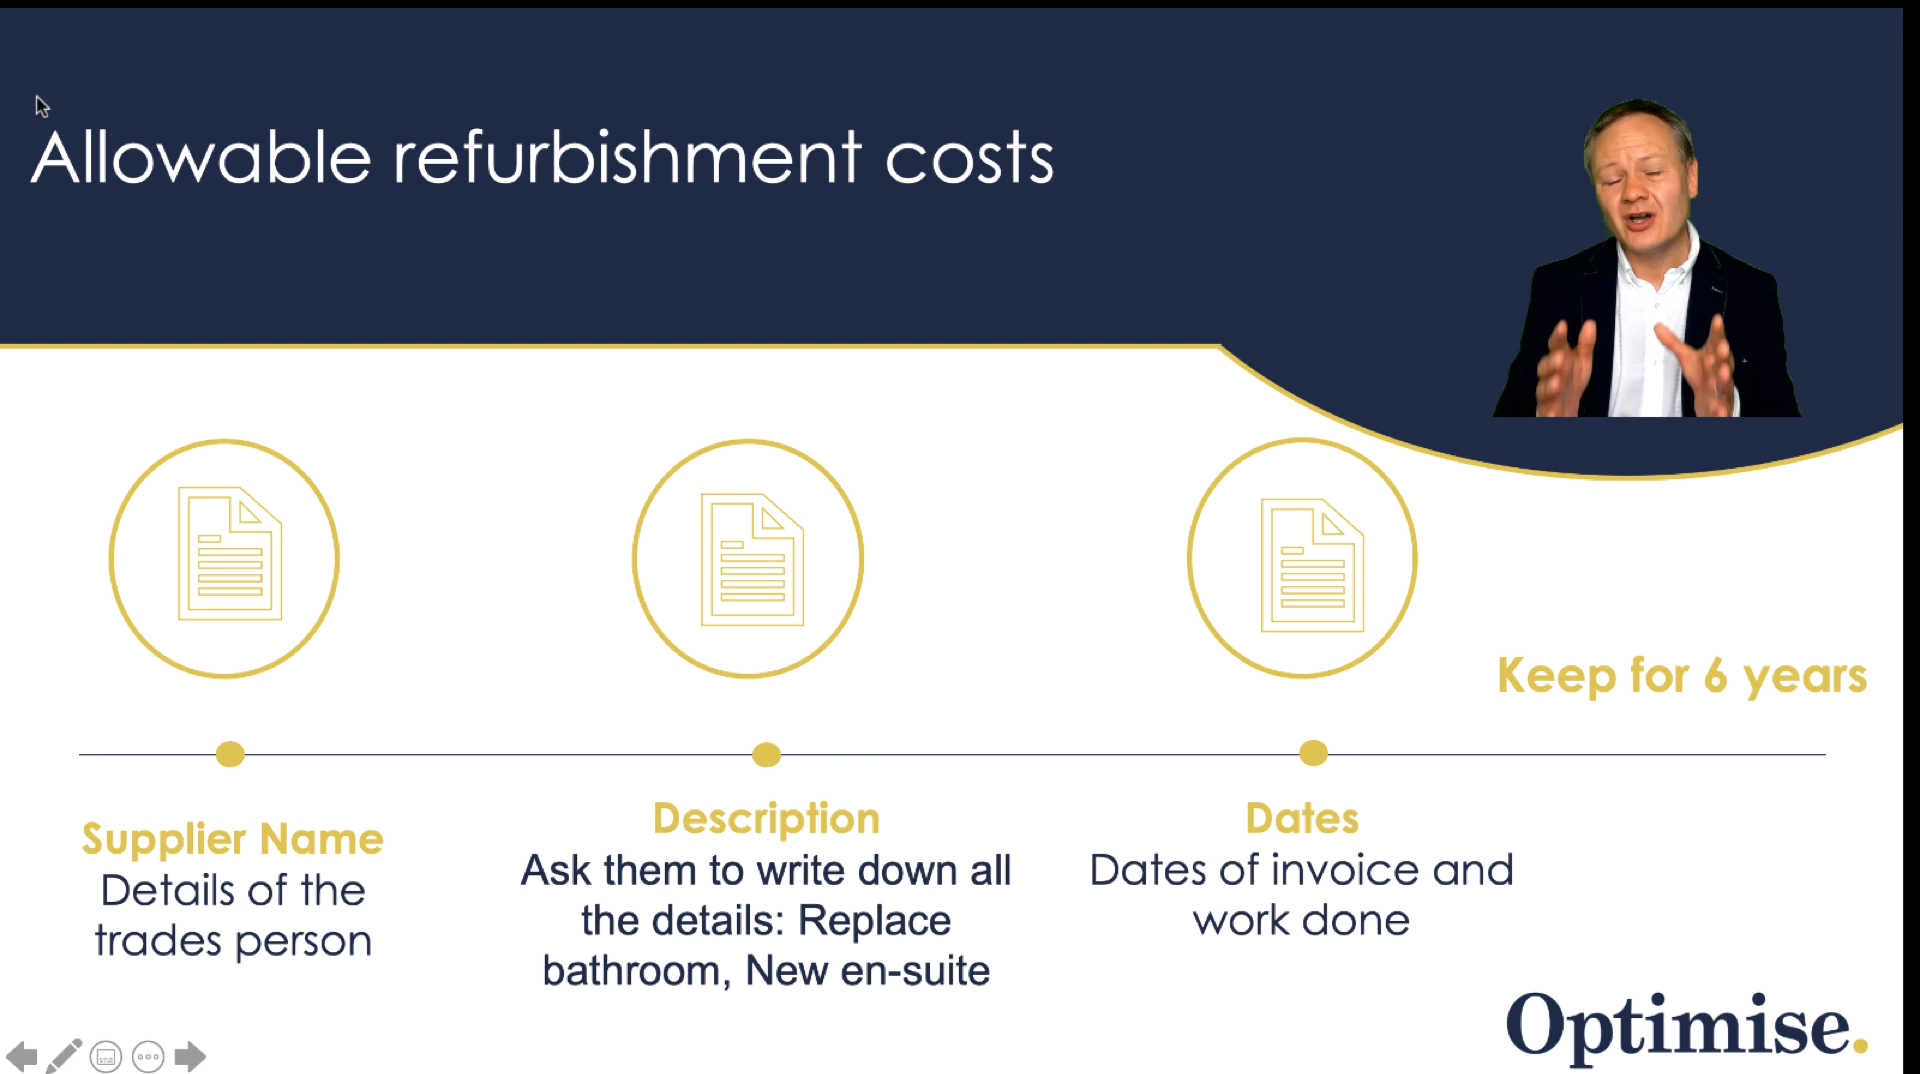 Allowable refurbishment costs
Keep for 6 years
Supplier Name
Details of the
trades person
Description
Ask them to write down all
the details: Replace
bathroom, New en-suite
Dates
Dates of invoice and
work done
Optimise.